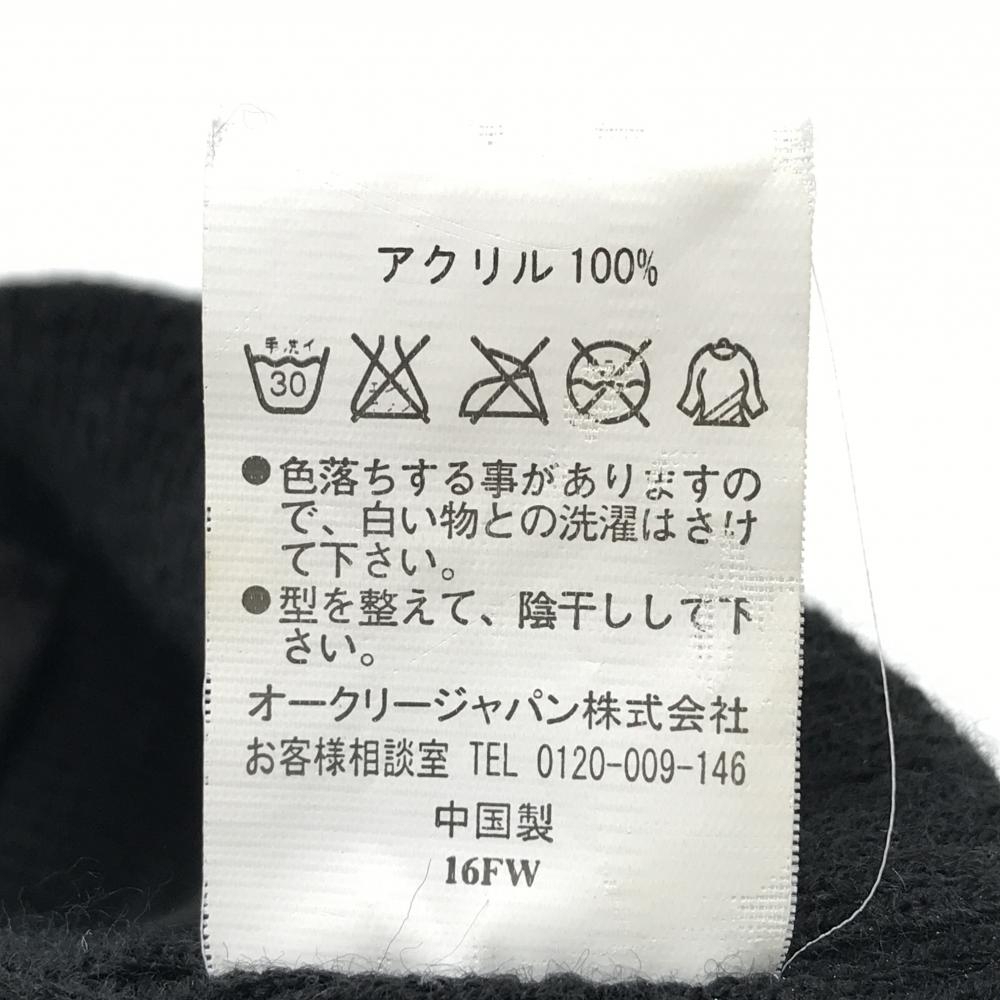 アクリル 100%
手洗イ
30
●色落ちする事がありますの
で、白い物との洗濯はさけ
て下さい。
●型を整えて、陰干しして下
さい。
オークリージャパン株式会社
お客様相談室 TEL 0120-009-146
中国製
16FW